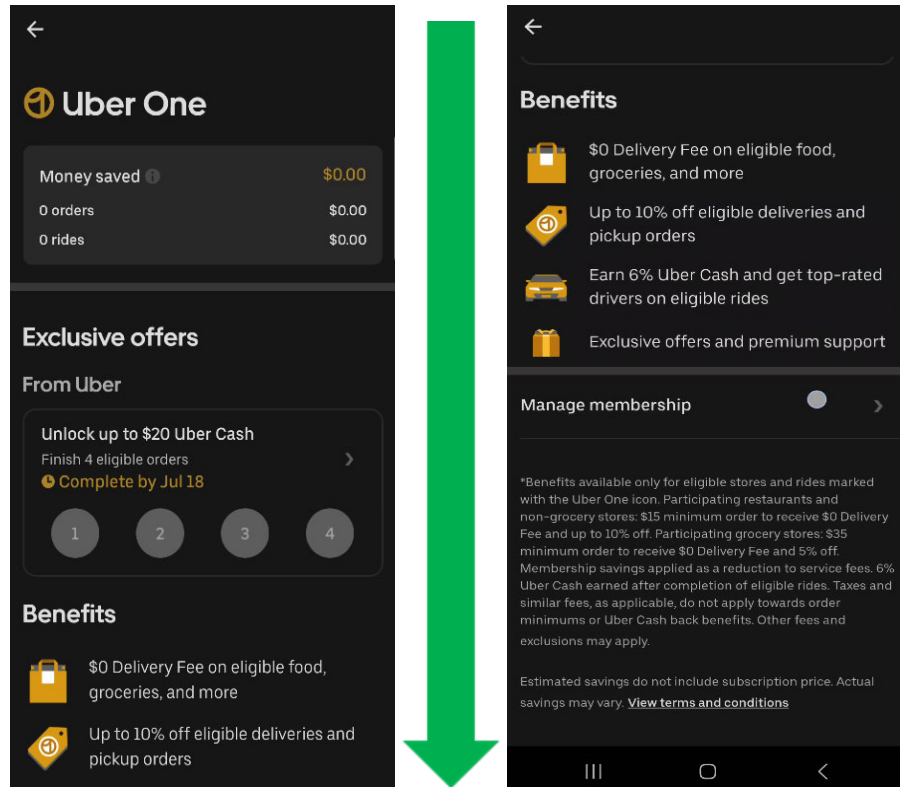 Uber One
Money saved
$0.00
0 orders
$0.00
0 rides
$0.00
Exclusive offers
From Uber
Unlock up to $20 Uber Cash
Finish 4 eligible orders
Complete by Jul 18
1
2
3
4
Benefits
$0 Delivery Fee on eligible food,
groceries, and more
Up to 10% off eligible deliveries and
pickup orders
Benefits
$0 Delivery Fee on eligible food,
groceries, and more
Up to 10% off eligible deliveries and
pickup orders
Earn 6% Uber Cash and get top-rated
drivers on eligible rides
Exclusive offers and premium support
Manage membership
*Benefits available only for eligible stores and rides marked
with the Uber One icon. Participating restaurants and
non-grocery stores: $15 minimum order to receive $0 Delivery
Fee and up to 10% off. Participating grocery stores: $35
minimum order to receive $0 Delivery Fee and 5% off.
Membership savings applied as a reduction to service fees. 6%
Uber Cash earned after completion of eligible rides. Taxes and
similar fees, as applicable, do not apply towards order
minimums or Uber Cash back benefits. Other fees and
exclusions may apply.
Estimated savings do not include subscription price. Actual
savings may vary. View terms and conditions